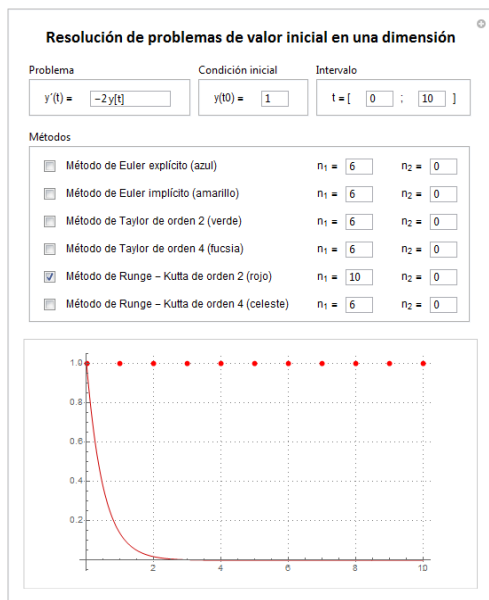 Resolución de problemas de valor inicial en una dimensión
Problema
Condición inicial
Intervalo
y´(t) = −2 y[t]
y(t0) = 1
t = [ 0 ; 10 ]
Métodos
Método de Euler explícito (azul) n₁ = 6 n₂ = 0
Método de Euler implícito (amarillo) n₁ = 6 n₂ = 0
Método de Taylor de orden 2 (verde) n₁ = 6 n₂ = 0
Método de Taylor de orden 4 (fucsia) n₁ = 6 n₂ = 0
Método de Runge − Kutta de orden 2 (rojo) n₁ = 10 n₂ = 0
Método de Runge − Kutta de orden 4 (celeste) n₁ = 6 n₂ = 0
1.0
0.8
0.6
0.4
0.2
2 4 6 8 10